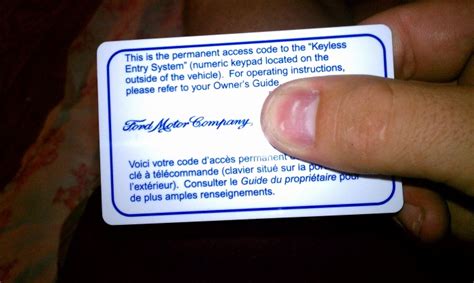 This is the permanent access code to the "Keyless
Entry System" (numeric keypad located on the
outside of the vehicle). For operating instructions,
please refer to your Owner's Guide.
Ford Motor Company,
Voici votre code d'accès permanent
clé à télécommande (clavier situé sur la
l'extérieur). Consulter le Guide du propriétaire pour
de plus amples renseignements.